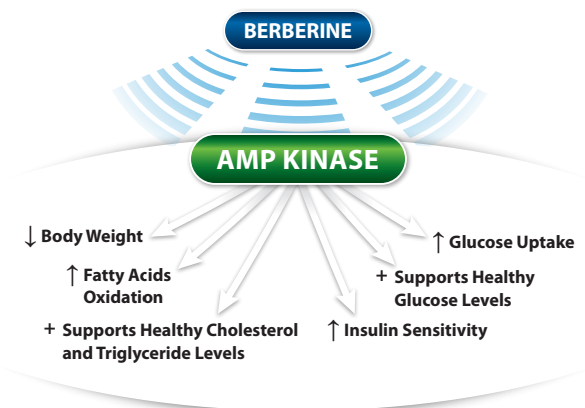 BERBERINE
AMP KINASE
↓ Body Weight
↑ Glucose Uptake
↑ Fatty Acids
Oxidation
+ Supports Healthy
Glucose Levels
+ Supports Healthy Cholesterol
and Triglyceride Levels
↑ Insulin Sensitivity